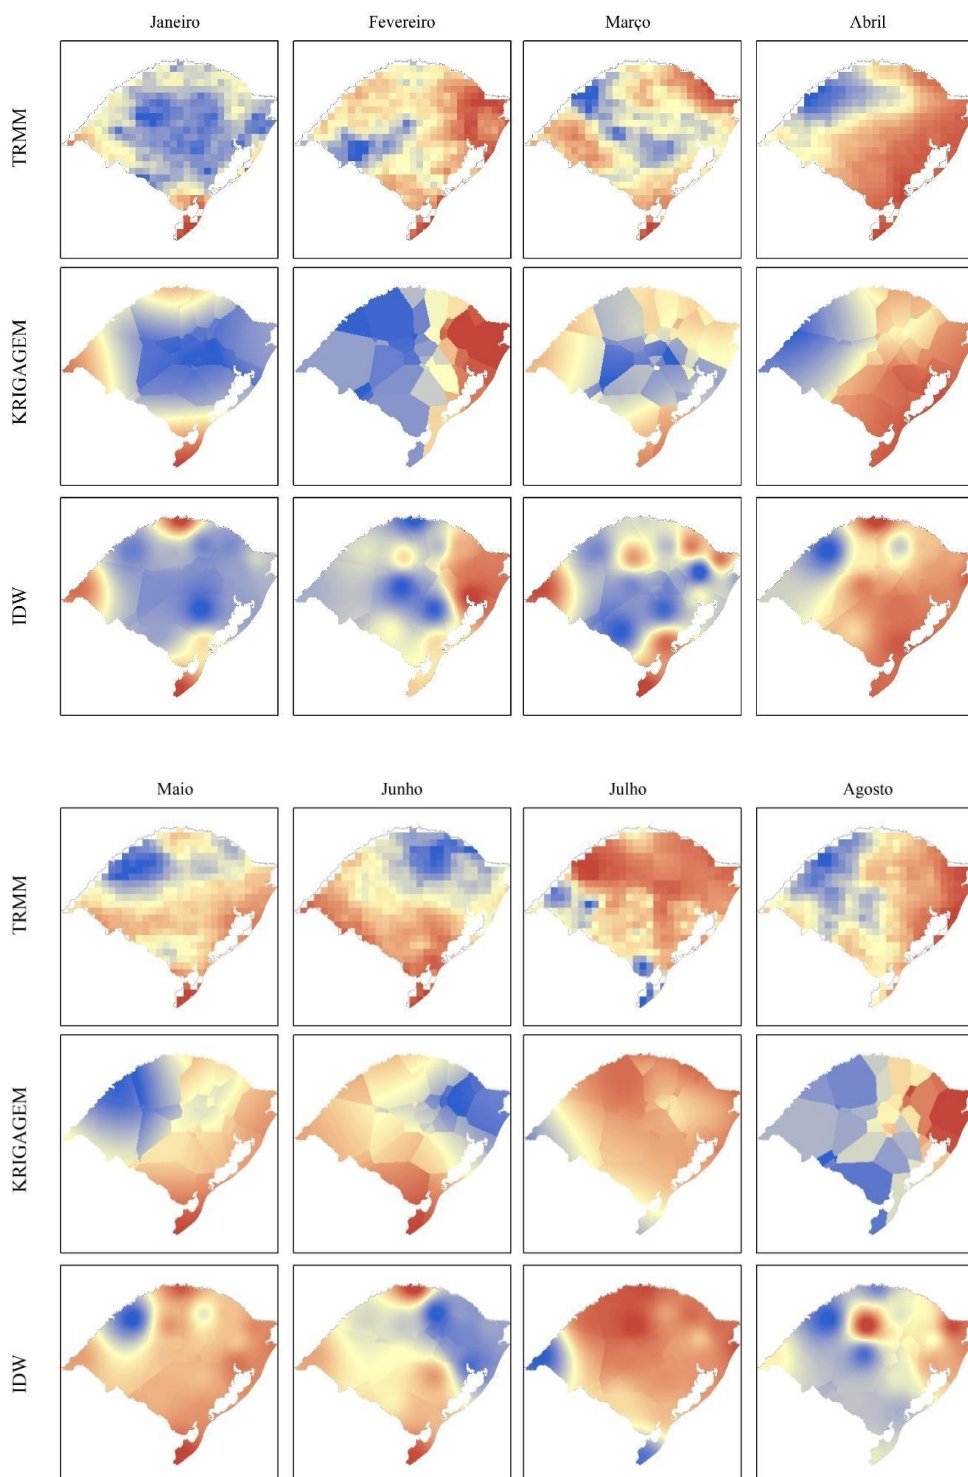 Janeiro Fevereiro Março Abril
TRMM
KRIGAGEM
IDW
Maio Junho Julho Agosto
TRMM
KRIGAGEM
IDW